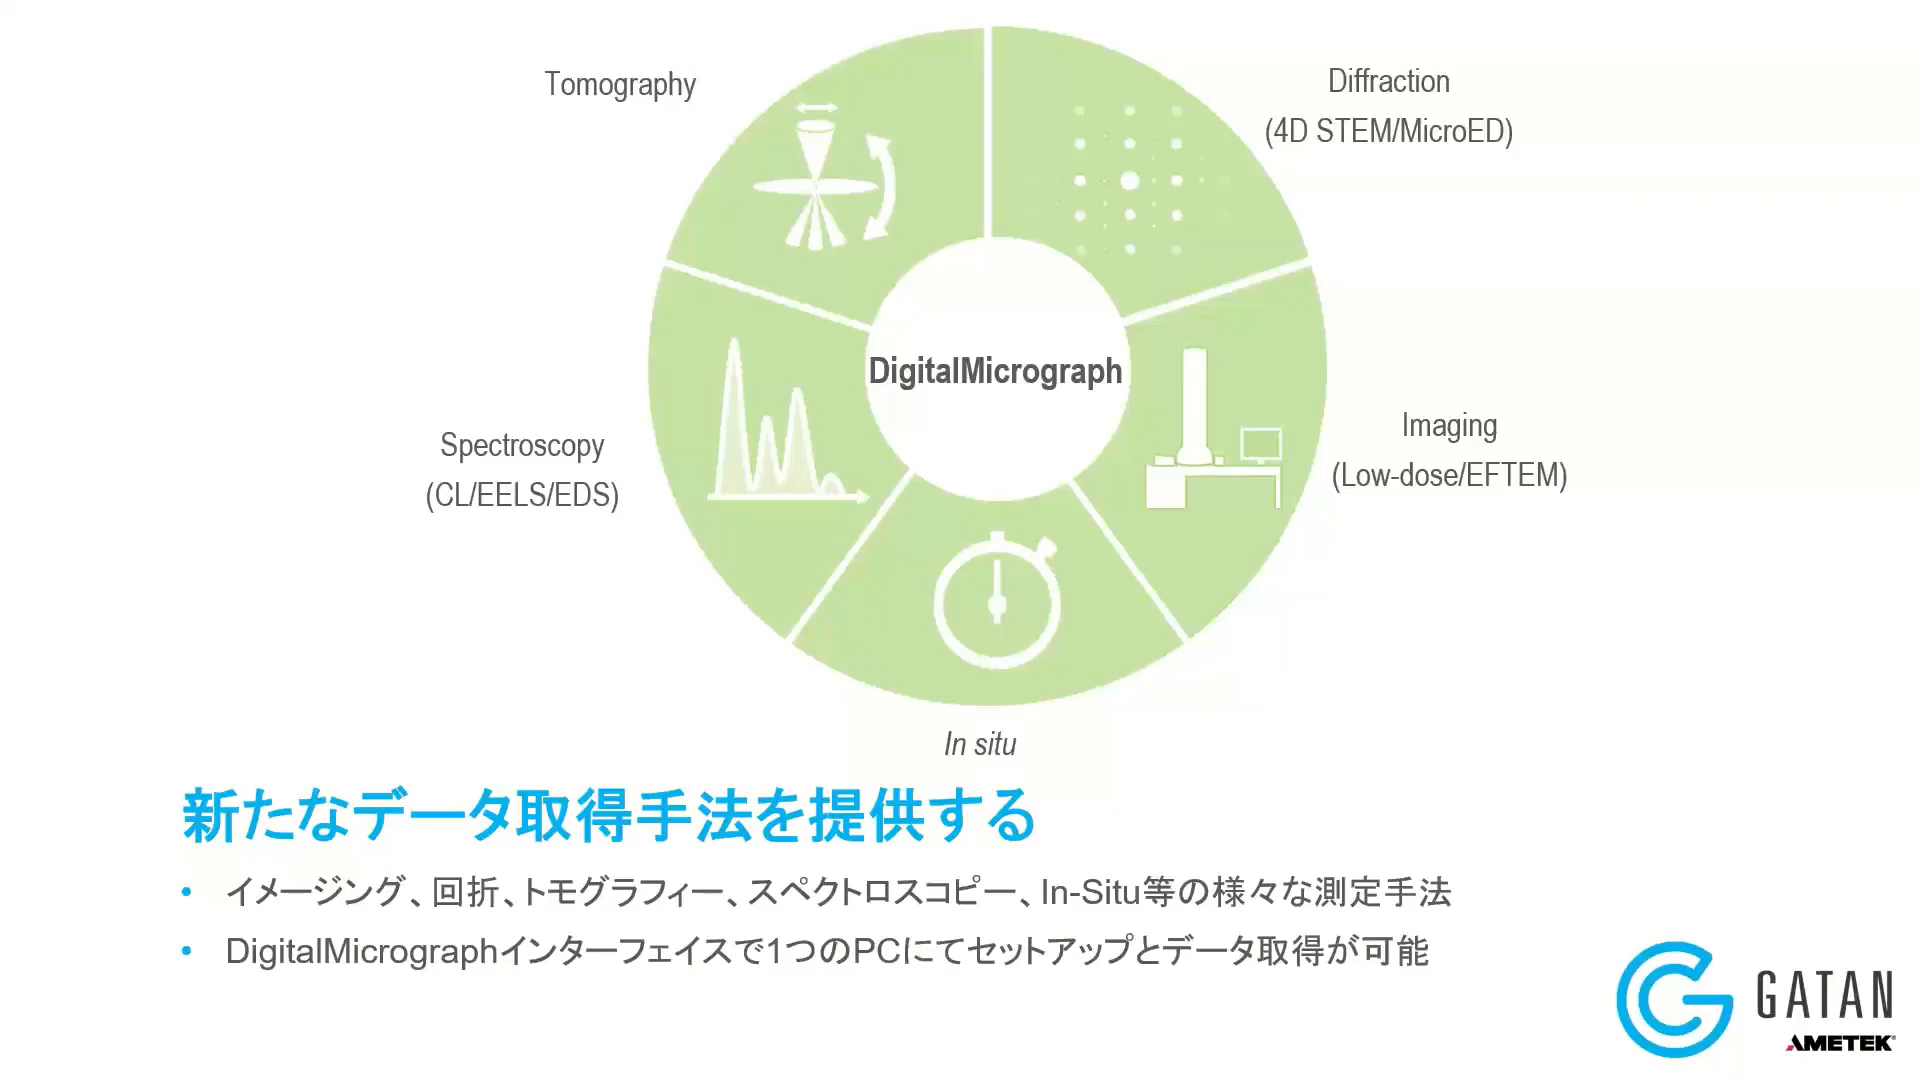 Tomography
Diffraction
(4D STEM/MicroED)
DigitalMicrograph
Spectroscopy
(CL/EELS/EDS)
Imaging
(Low-dose/EFTEM)
In situ
新たなデータ取得手法を提供する
• イメージング、回折、トモグラフィー、スペクトロスコピー、In-Situ等の様々な測定手法
• DigitalMicrographインターフェイスで1つのPCにてセットアップとデータ取得が可能
GATAN
AMETEK®